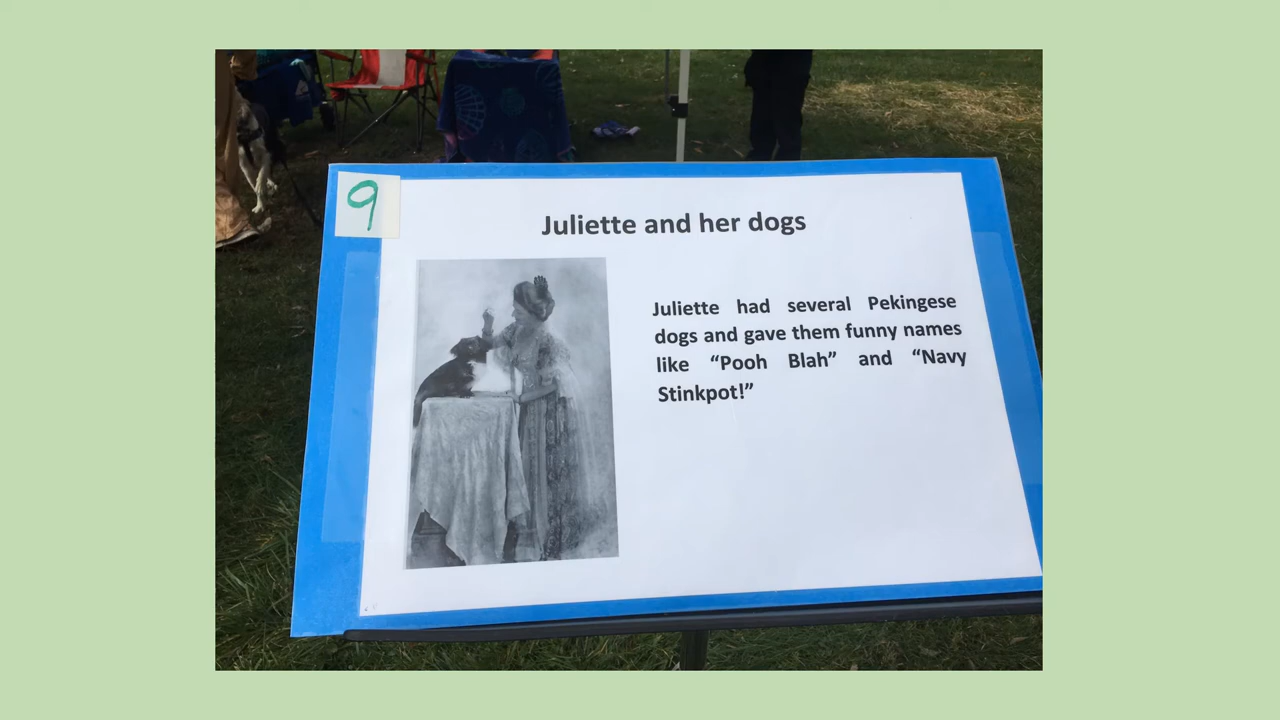 9
Juliette and her dogs
Juliette had several Pekingese
dogs and gave them funny names
like “Pooh Blah” and “Navy
Stinkpot!”